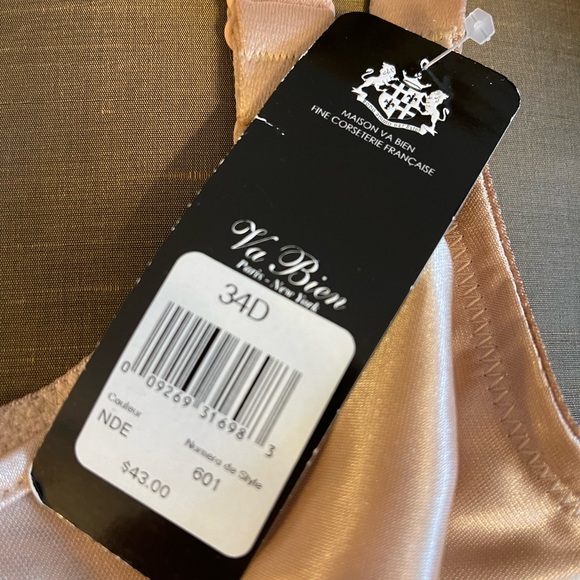 MAISON VA BIEN
FINE CORSETERIE FRANÇAISE
Va Bien
Paris - New York
34D
0 09269 31698 3
Couleur
NDE
Numero de Style
601
$43.00